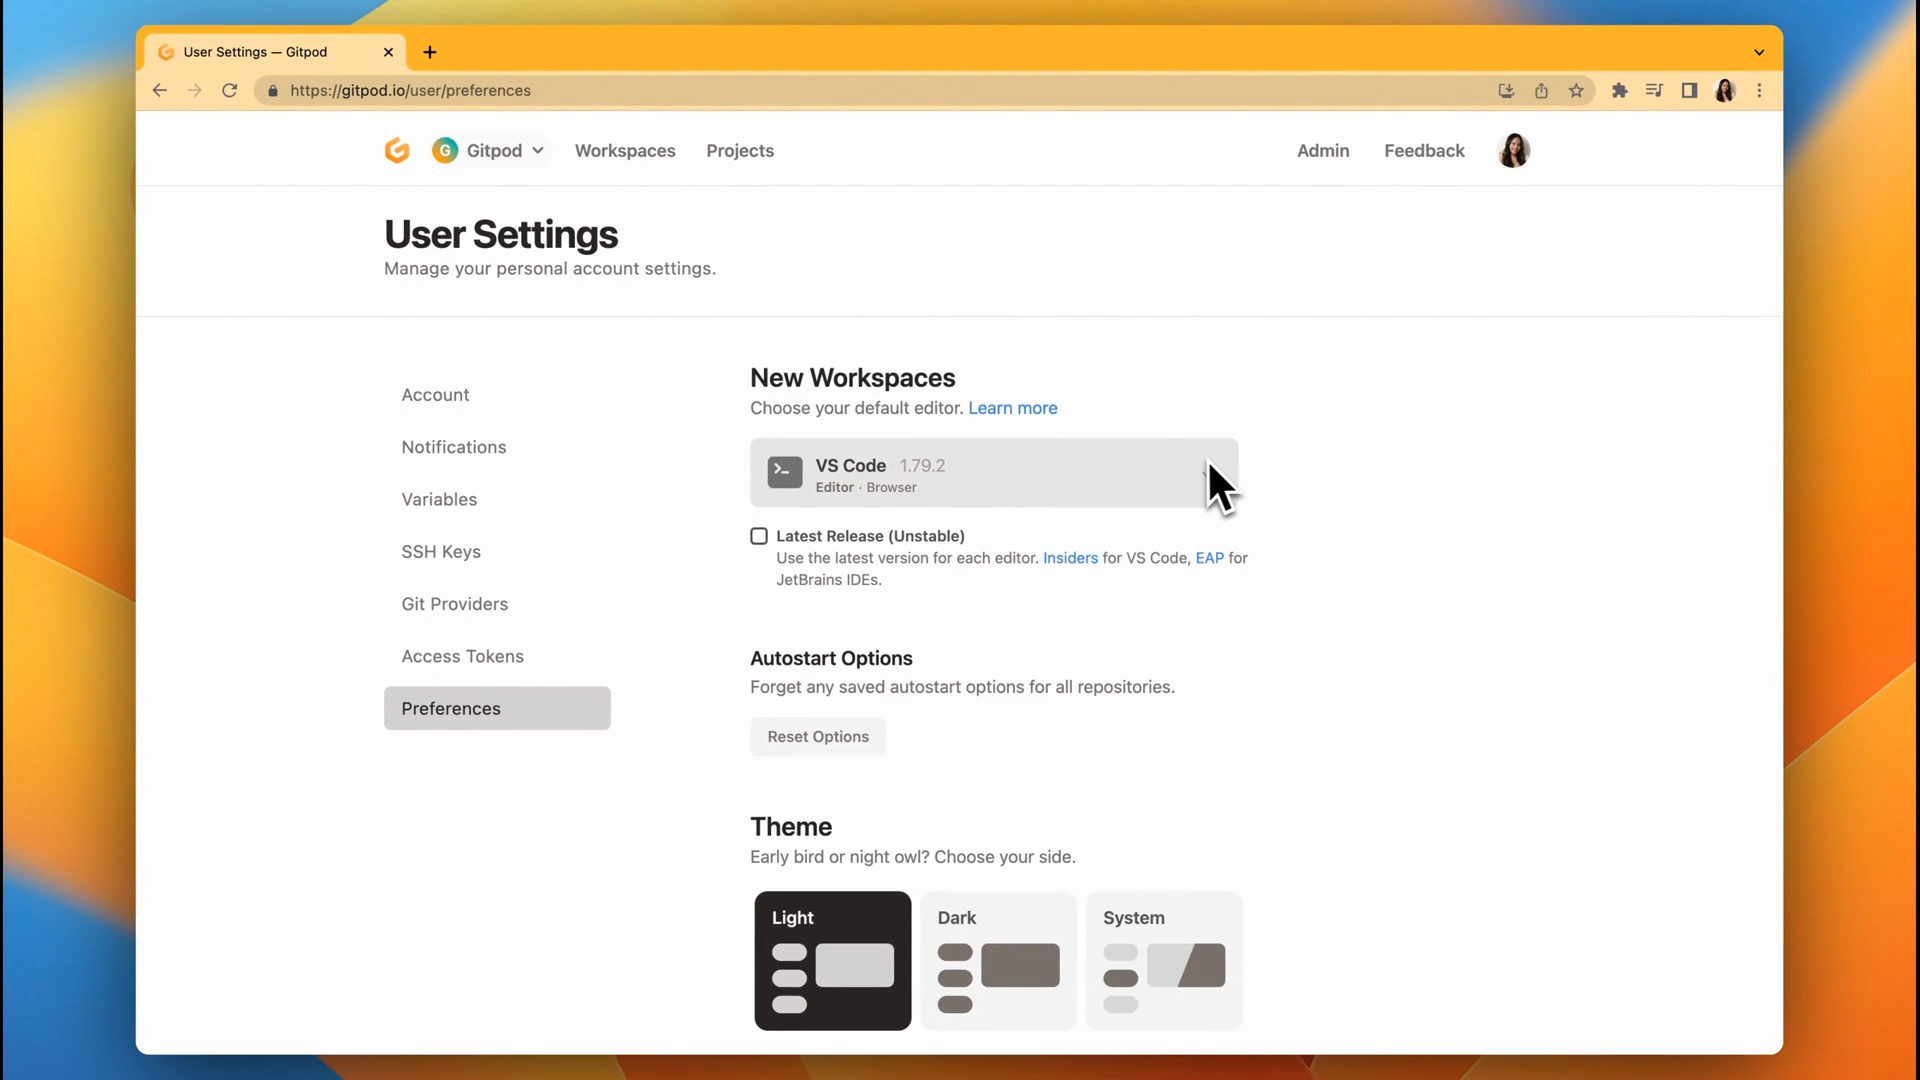 User Settings — Gitpod
https://gitpod.io/user/preferences
G Gitpod Workspaces Projects Admin Feedback
User Settings
Manage your personal account settings.
Account
Notifications
Variables
SSH Keys
Git Providers
Access Tokens
Preferences
New Workspaces
Choose your default editor. Learn more
VS Code · 1.79.2
Editor · Browser
Latest Release (Unstable)
Use the latest version for each editor. Insiders for VS Code, EAP for
JetBrains IDEs.
Autostart Options
Forget any saved autostart options for all repositories.
Reset Options
Theme
Early bird or night owl? Choose your side.
Light Dark System